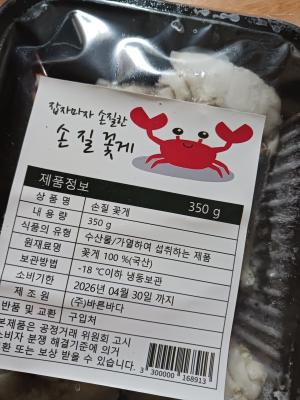 잡자마자 손질한
손질꽃게
제품정보 350 g
상 품 명 손질 꽃게
내 용 량 350 g
식품의 유형 수산물/가열하여 섭취하는 제품
원재료명 꽃게 100 %(국산)
보관방법 -18 ℃이하 냉동보관
소비기한 2026년 04월 30일 까지
제 조 원 (주)바른바다
반품 및 교환 구입처
본제품은 공정거래 위원회 고시
소비자 분쟁 해결기준에 의거
교환 또는 보상 받을 수 있습니다.
3 300000 168913